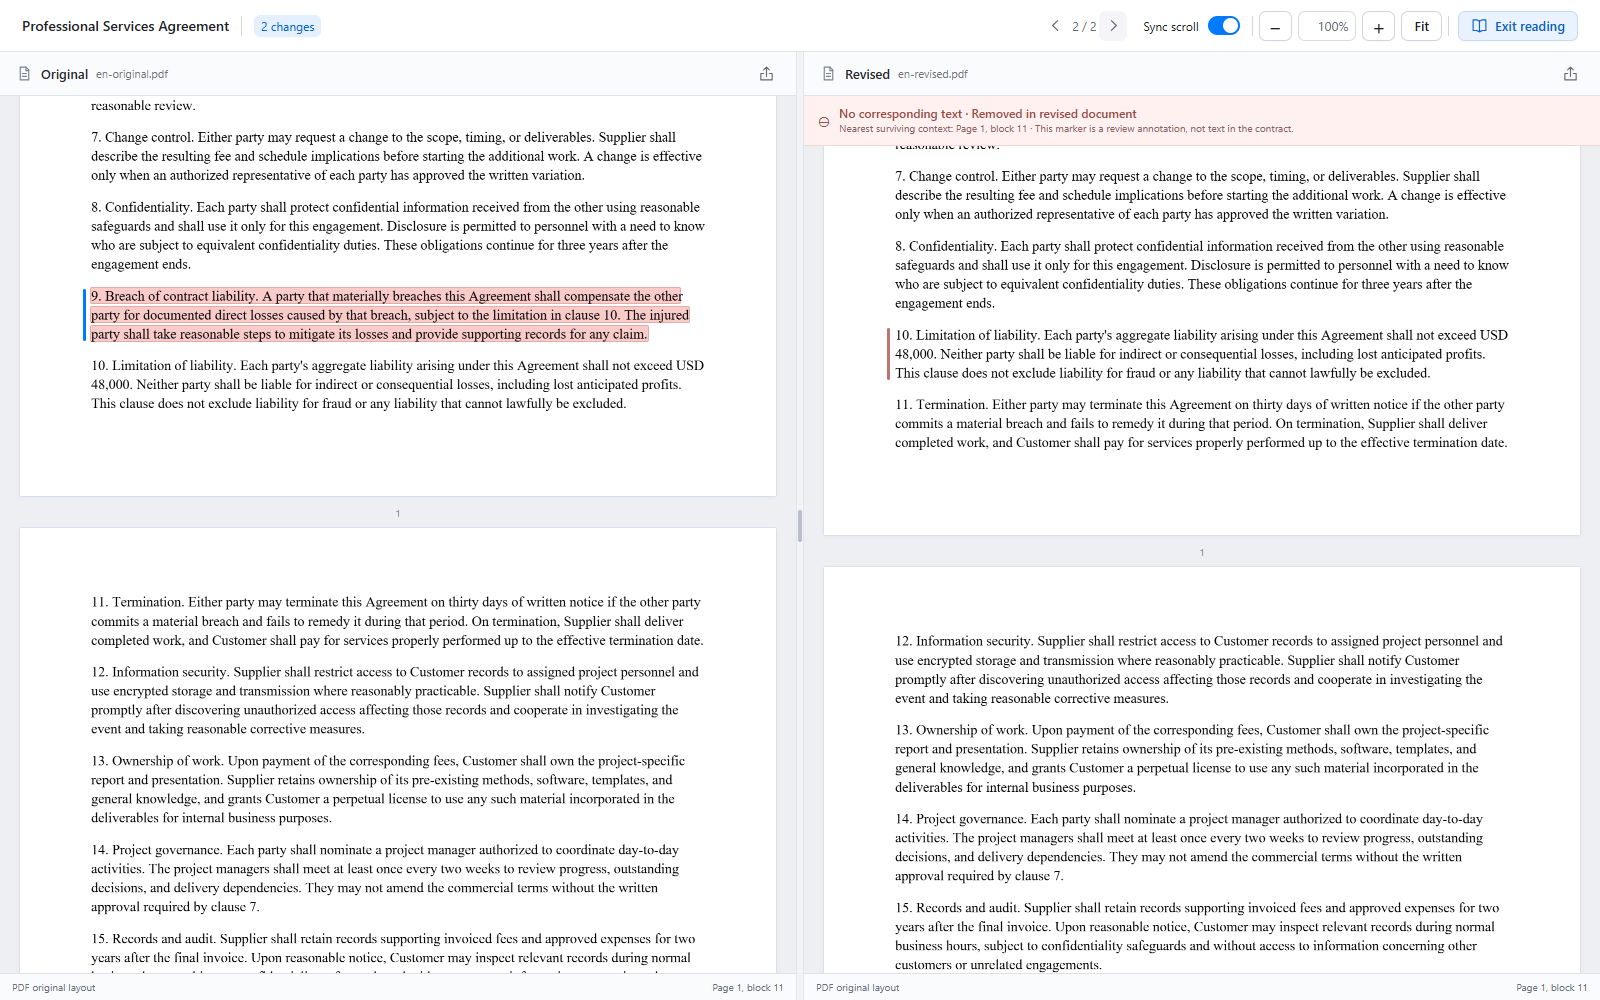 Professional Services Agreement
2 changes
2 / 2
Sync scroll
100%
Fit
Exit reading
Original en-original.pdf
reasonable review.
7. Change control. Either party may request a change to the scope, timing, or deliverables. Supplier shall
describe the resulting fee and schedule implications before starting the additional work. A change is effective
only when an authorized representative of each party has approved the written variation.
8. Confidentiality. Each party shall protect confidential information received from the other using reasonable
safeguards and shall use it only for this engagement. Disclosure is permitted to personnel with a need to know
who are subject to equivalent confidentiality duties. These obligations continue for three years after the
engagement ends.
9. Breach of contract liability. A party that materially breaches this Agreement shall compensate the other
party for documented direct losses caused by that breach, subject to the limitation in clause 10. The injured
party shall take reasonable steps to mitigate its losses and provide supporting records for any claim.
10. Limitation of liability. Each party's aggregate liability arising under this Agreement shall not exceed USD
48,000. Neither party shall be liable for indirect or consequential losses, including lost anticipated profits.
This clause does not exclude liability for fraud or any liability that cannot lawfully be excluded.
1
11. Termination. Either party may terminate this Agreement on thirty days of written notice if the other party
commits a material breach and fails to remedy it during that period. On termination, Supplier shall deliver
completed work, and Customer shall pay for services properly performed up to the effective termination date.
12. Information security. Supplier shall restrict access to Customer records to assigned project personnel and
use encrypted storage and transmission where reasonably practicable. Supplier shall notify Customer
promptly after discovering unauthorized access affecting those records and cooperate in investigating the
event and taking reasonable corrective measures.
13. Ownership of work. Upon payment of the corresponding fees, Customer shall own the project-specific
report and presentation. Supplier retains ownership of its pre-existing methods, software, templates, and
general knowledge, and grants Customer a perpetual license to use any such material incorporated in the
deliverables for internal business purposes.
14. Project governance. Each party shall nominate a project manager authorized to coordinate day-to-day
activities. The project managers shall meet at least once every two weeks to review progress, outstanding
decisions, and delivery dependencies. They may not amend the commercial terms without the written
approval required by clause 7.
15. Records and audit. Supplier shall retain records supporting invoiced fees and approved expenses for two
years after the final invoice. Upon reasonable notice, Customer may inspect relevant records during normal
PDF original layout
Page 1, block 11
Revised en-revised.pdf
No corresponding text · Removed in revised document
Nearest surviving context: Page 1, block 11 · This marker is a review annotation, not text in the contract.
reasonable review.
7. Change control. Either party may request a change to the scope, timing, or deliverables. Supplier shall
describe the resulting fee and schedule implications before starting the additional work. A change is effective
only when an authorized representative of each party has approved the written variation.
8. Confidentiality. Each party shall protect confidential information received from the other using reasonable
safeguards and shall use it only for this engagement. Disclosure is permitted to personnel with a need to know
who are subject to equivalent confidentiality duties. These obligations continue for three years after the
engagement ends.
10. Limitation of liability. Each party's aggregate liability arising under this Agreement shall not exceed USD
48,000. Neither party shall be liable for indirect or consequential losses, including lost anticipated profits.
This clause does not exclude liability for fraud or any liability that cannot lawfully be excluded.
11. Termination. Either party may terminate this Agreement on thirty days of written notice if the other party
commits a material breach and fails to remedy it during that period. On termination, Supplier shall deliver
completed work, and Customer shall pay for services properly performed up to the effective termination date.
1
12. Information security. Supplier shall restrict access to Customer records to assigned project personnel and
use encrypted storage and transmission where reasonably practicable. Supplier shall notify Customer
promptly after discovering unauthorized access affecting those records and cooperate in investigating the
event and taking reasonable corrective measures.
13. Ownership of work. Upon payment of the corresponding fees, Customer shall own the project-specific
report and presentation. Supplier retains ownership of its pre-existing methods, software, templates, and
general knowledge, and grants Customer a perpetual license to use any such material incorporated in the
deliverables for internal business purposes.
14. Project governance. Each party shall nominate a project manager authorized to coordinate day-to-day
activities. The project managers shall meet at least once every two weeks to review progress, outstanding
decisions, and delivery dependencies. They may not amend the commercial terms without the written
approval required by clause 7.
15. Records and audit. Supplier shall retain records supporting invoiced fees and approved expenses for two
years after the final invoice. Upon reasonable notice, Customer may inspect relevant records during normal
business hours, subject to confidentiality safeguards and without access to information concerning other
customers or unrelated engagements.
PDF original layout
Page 1, block 11